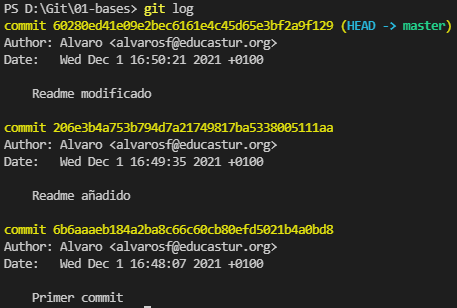 PS D:\Git\01-bases> git log
commit 60280ed41e09e2bec6161e4c45d65e3bf2a9f129 (HEAD -> master)
Author: Alvaro <alvarosf@educastur.org>
Date:   Wed Dec 1 16:50:21 2021 +0100
Readme modificado
commit 206e3b4a753b794d7a21749817ba5338005111aa
Author: Alvaro <alvarosf@educastur.org>
Date:   Wed Dec 1 16:49:35 2021 +0100
Readme añadido
commit 6b6aaaeb184a2ba8c66c60cb80efd5021b4a0bd8
Author: Alvaro <alvarosf@educastur.org>
Date:   Wed Dec 1 16:48:07 2021 +0100
Primer commit